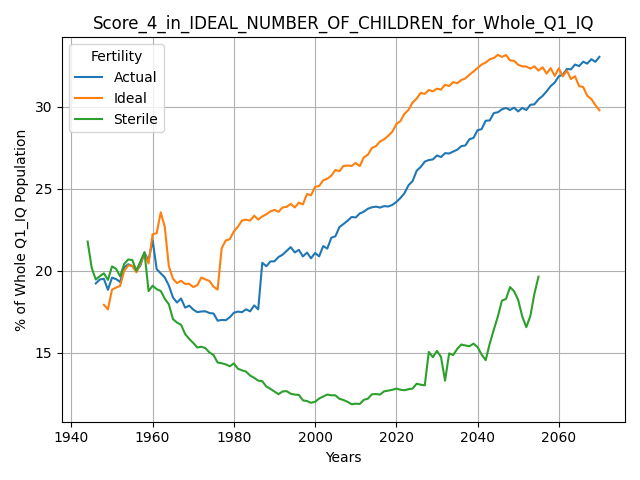 Score_4_in_IDEAL_NUMBER_OF_CHILDREN_for_Whole_Q1_IQ
Fertility
Actual
Ideal
Sterile
% of Whole Q1_IQ Population
30
25
20
15
1940
1960
1980
2000
2020
2040
2060
Years